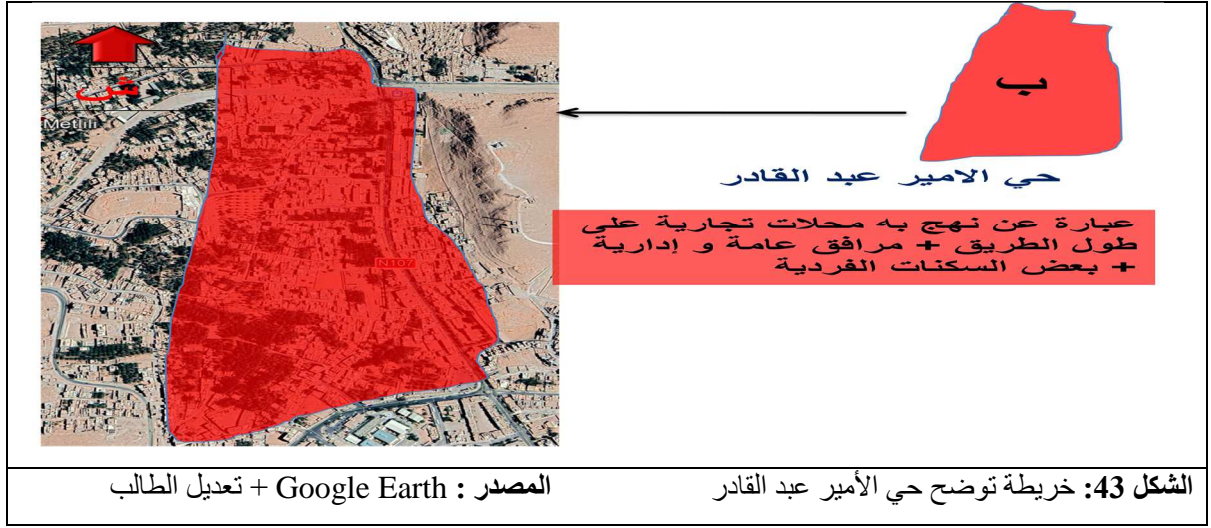 ش
Metlili
N107
ب
حي الامير عبد القادر
عبارة عن نهج به محلات تجارية على
طول الطريق + مرافق عامة و إدارية
+ بعض السكنات الفردية
الشكل 43: خريطة توضح حي الأمير عبد القادر
المصدر : Google Earth + تعديل الطالب